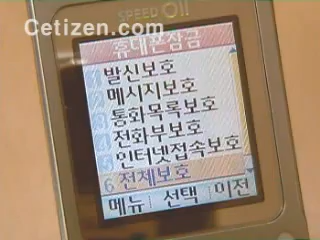 Cetizen.com
SPEED 011
휴대폰잠금
1 발신보호
2 메시지보호
3 통화목록보호
4 전화부보호
5 인터넷접속보호
6 전체보호
메뉴 선택 이전